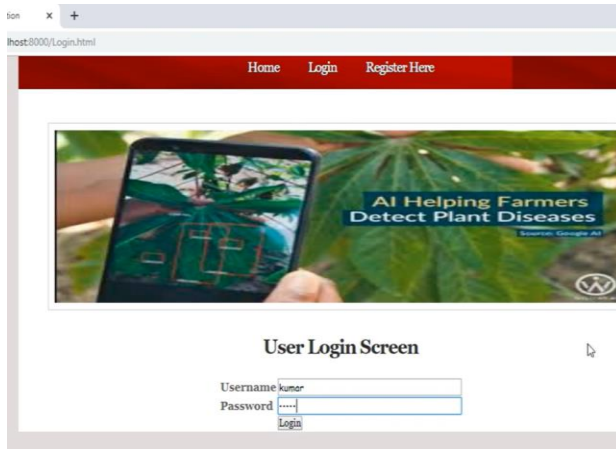 tion x +
lhost:8000/Login.html
Home Login Register Here
AI Helping Farmers
Detect Plant Diseases
Source: Google AI
User Login Screen
Username kumar
Password •••••
Login